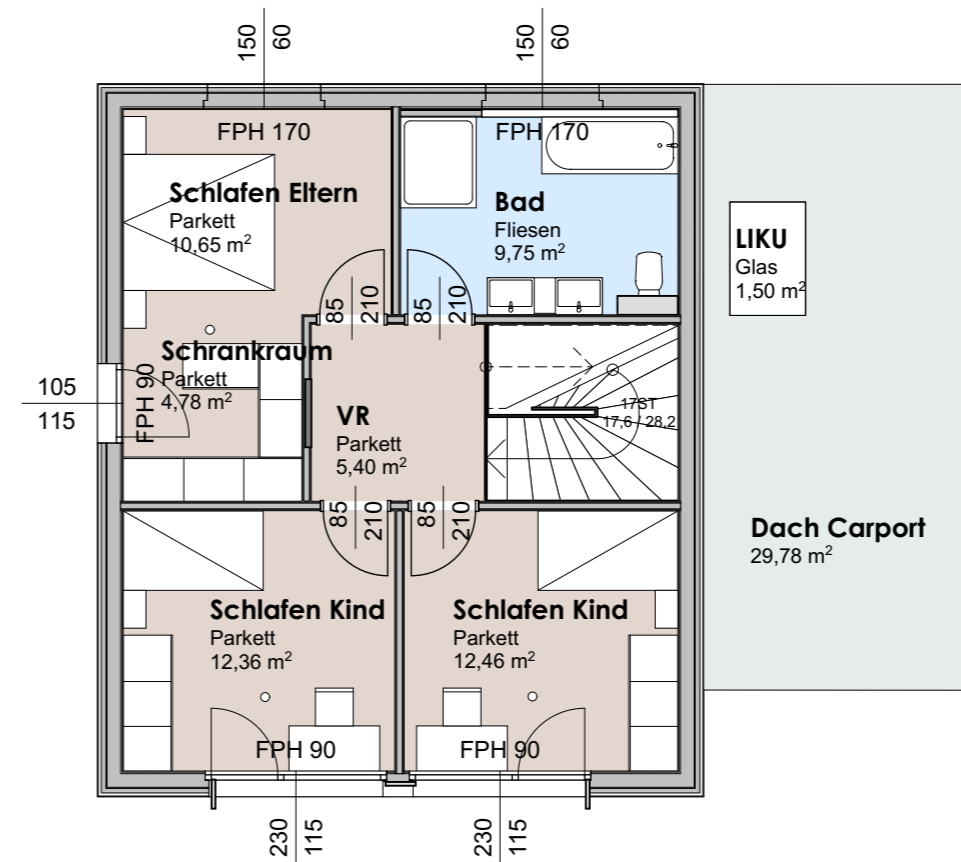 150
60
150
60
FPH 170
FPH 170
Schlafen Eltern
Parkett
10,65 m²
Bad
Fliesen
9,75 m²
LIKU
Glas
1,50 m²
85
210
85
210
Schrankraum
Parkett
4,78 m²
FPH 90
105
115
VR
Parkett
5,40 m²
17ST
17,6 / 28,2
85
210
85
210
Dach Carport
29,78 m²
Schlafen Kind
Parkett
12,36 m²
Schlafen Kind
Parkett
12,46 m²
FPH 90
FPH 90
230
115
230
115